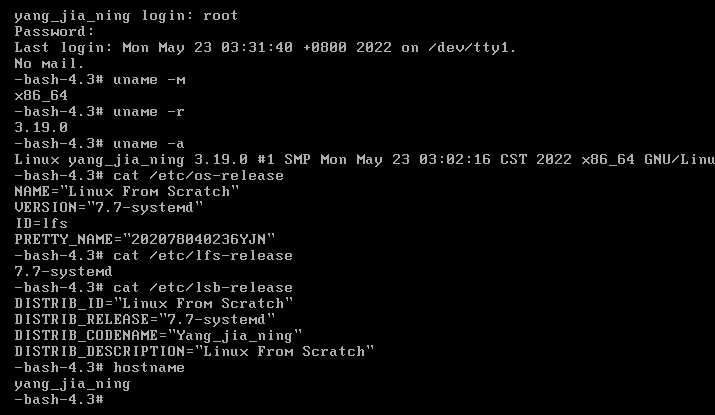 yang_jia_ning login: root
Password:
Last login: Mon May 23 03:31:40 +0800 2022 on /dev/tty1.
No mail.
-bash-4.3# uname -m
x86_64
-bash-4.3# uname -r
3.19.0
-bash-4.3# uname -a
Linux yang_jia_ning 3.19.0 #1 SMP Mon May 23 03:02:16 CST 2022 x86_64 GNU/Linu
-bash-4.3# cat /etc/os-release
NAME="Linux From Scratch"
VERSION="7.7-systemd"
ID=lfs
PRETTY_NAME="202078040236YJN"
-bash-4.3# cat /etc/lfs-release
7.7-systemd
-bash-4.3# cat /etc/lsb-release
DISTRIB_ID="Linux From Scratch"
DISTRIB_RELEASE="7.7-systemd"
DISTRIB_CODENAME="Yang_jia_ning"
DISTRIB_DESCRIPTION="Linux From Scratch"
-bash-4.3# hostname
yang_jia_ning
-bash-4.3#